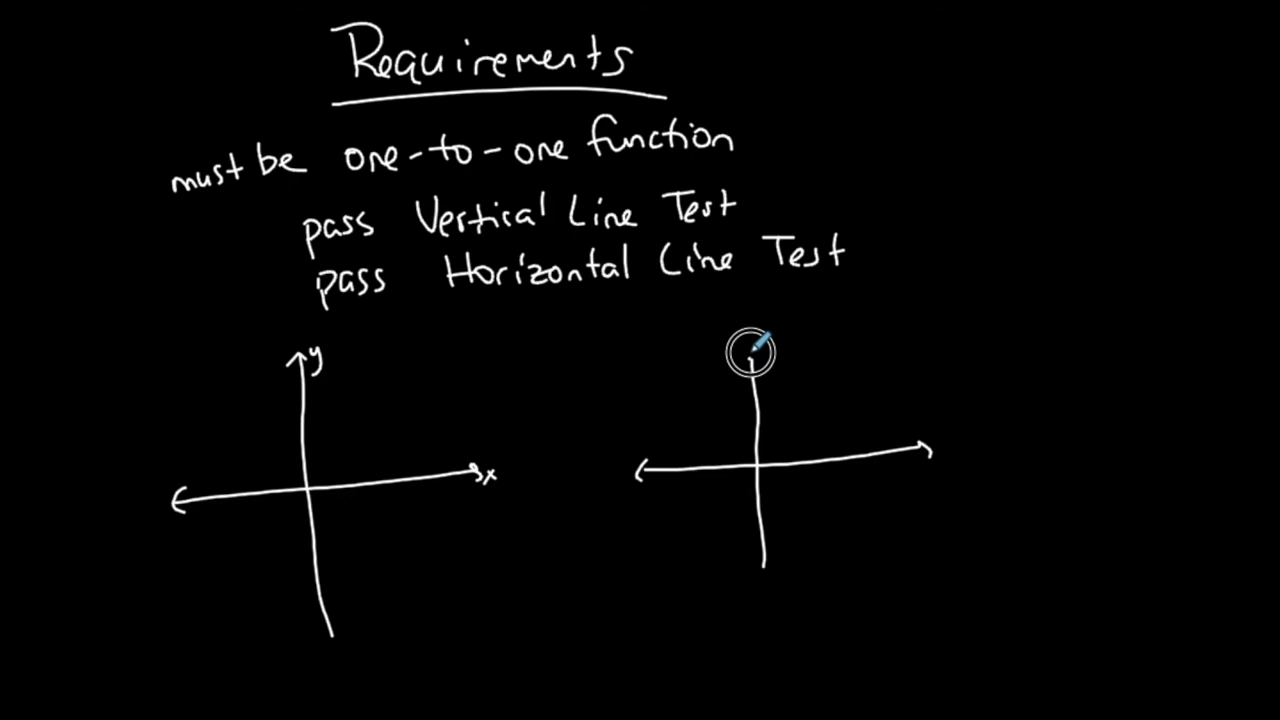 Requirements
must be one-to-one function
pass Vertical Line Test
pass Horizontal Line Test
y
x